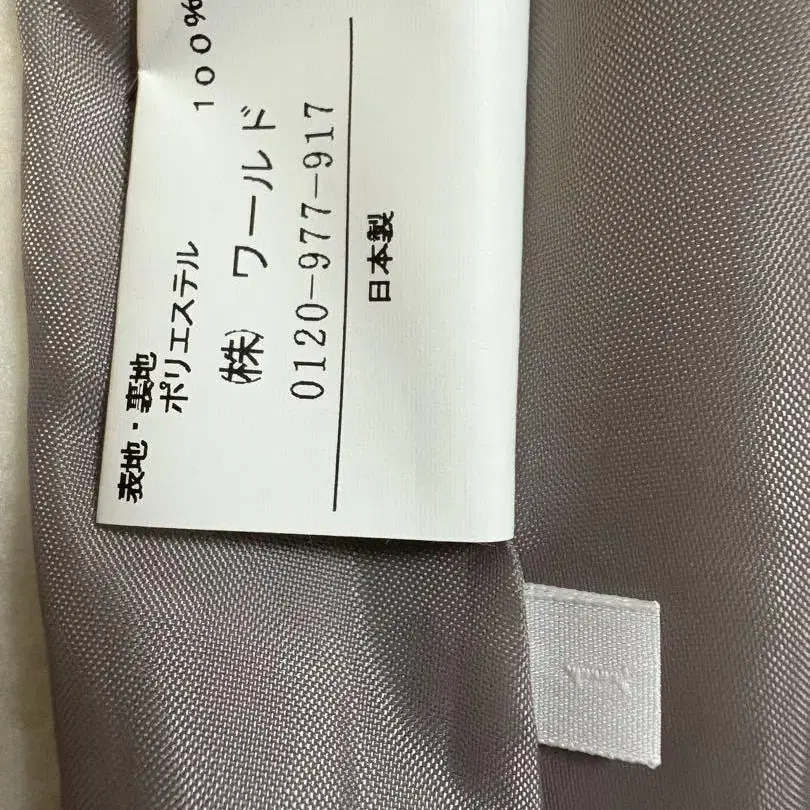 表地・裏地
ポリエステル 100%
(株) ワールド
0120-977-917
日本製